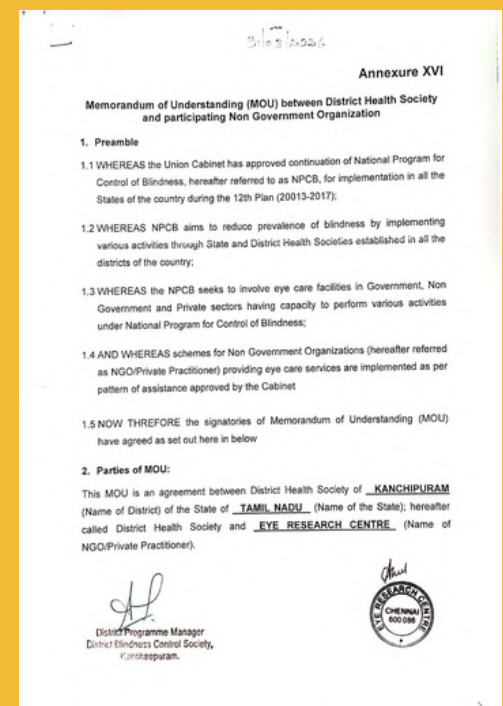 Annexure XVI
Memorandum of Understanding (MOU) between District Health Society
and participating Non Government Organization
1. Preamble
1.1 WHEREAS the Union Cabinet has approved continuation of National Program for
Control of Blindness, hereafter referred to as NPCB, for implementation in all the
States of the country during the 12th Plan (20013-2017);
1.2 WHEREAS NPCB aims to reduce prevalence of blindness by implementing
various activities through State and District Health Societies established in all the
districts of the country;
1.3 WHEREAS the NPCB seeks to involve eye care facilities in Government, Non
Government and Private sectors having capacity to perform various activities
under National Program for Control of Blindness;
1.4 AND WHEREAS schemes for Non Government Organizations (hereafter referred
as NGO/Private Practitioner) providing eye care services are implemented as per
pattern of assistance approved by the Cabinet
1.5 NOW THREFORE the signatories of Memorandum of Understanding (MOU)
have agreed as set out here in below
2. Parties of MOU:
This MOU is an agreement between District Health Society of KANCHIPURAM
(Name of District) of the State of TAMIL NADU (Name of the State); hereafter
called District Health Society and EYE RESEARCH CENTRE (Name of
NGO/Private Practitioner).
District Programme Manager
District Blindness Control Society,
Kancheepuram.
EYE RESEARCH CENTRE
CHENNAI
600 086